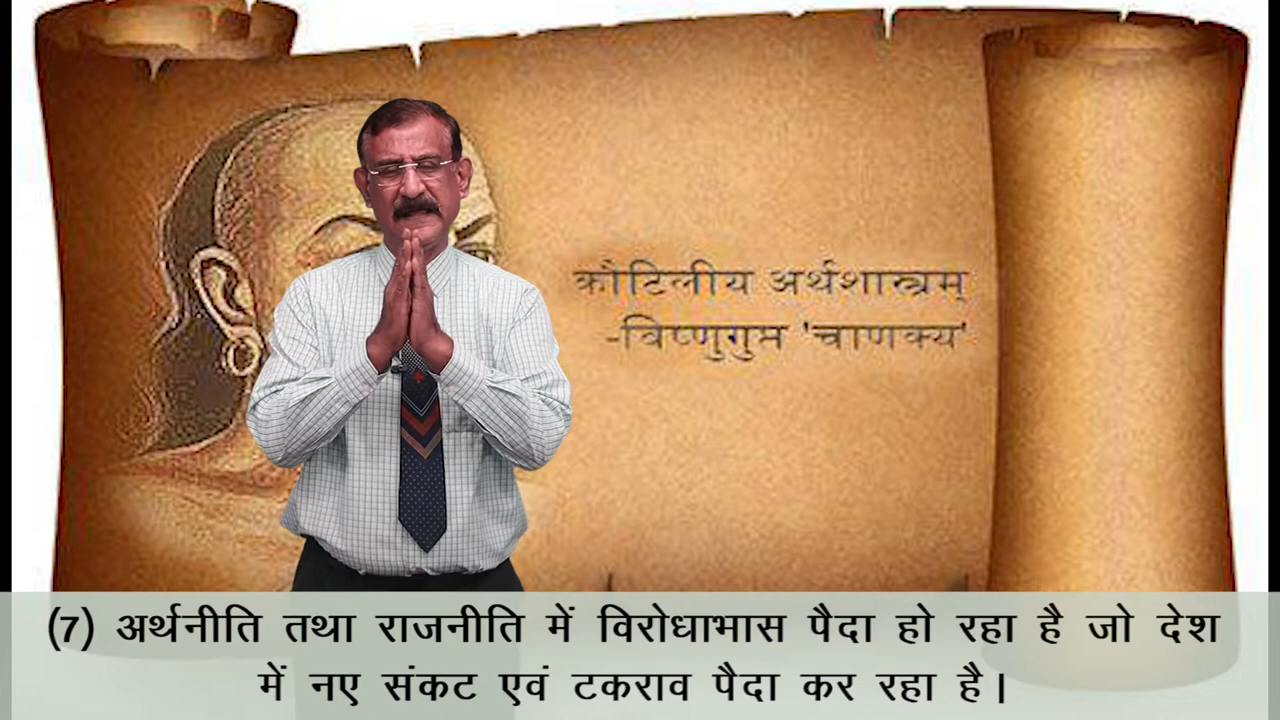 कौटिलीय अर्थशास्त्रम्
-विष्णुगुप्त 'चाणक्य'
(7) अर्थनीति तथा राजनीति में विरोधाभास पैदा हो रहा है जो देश
में नए संकट एवं टकराव पैदा कर रहा है।